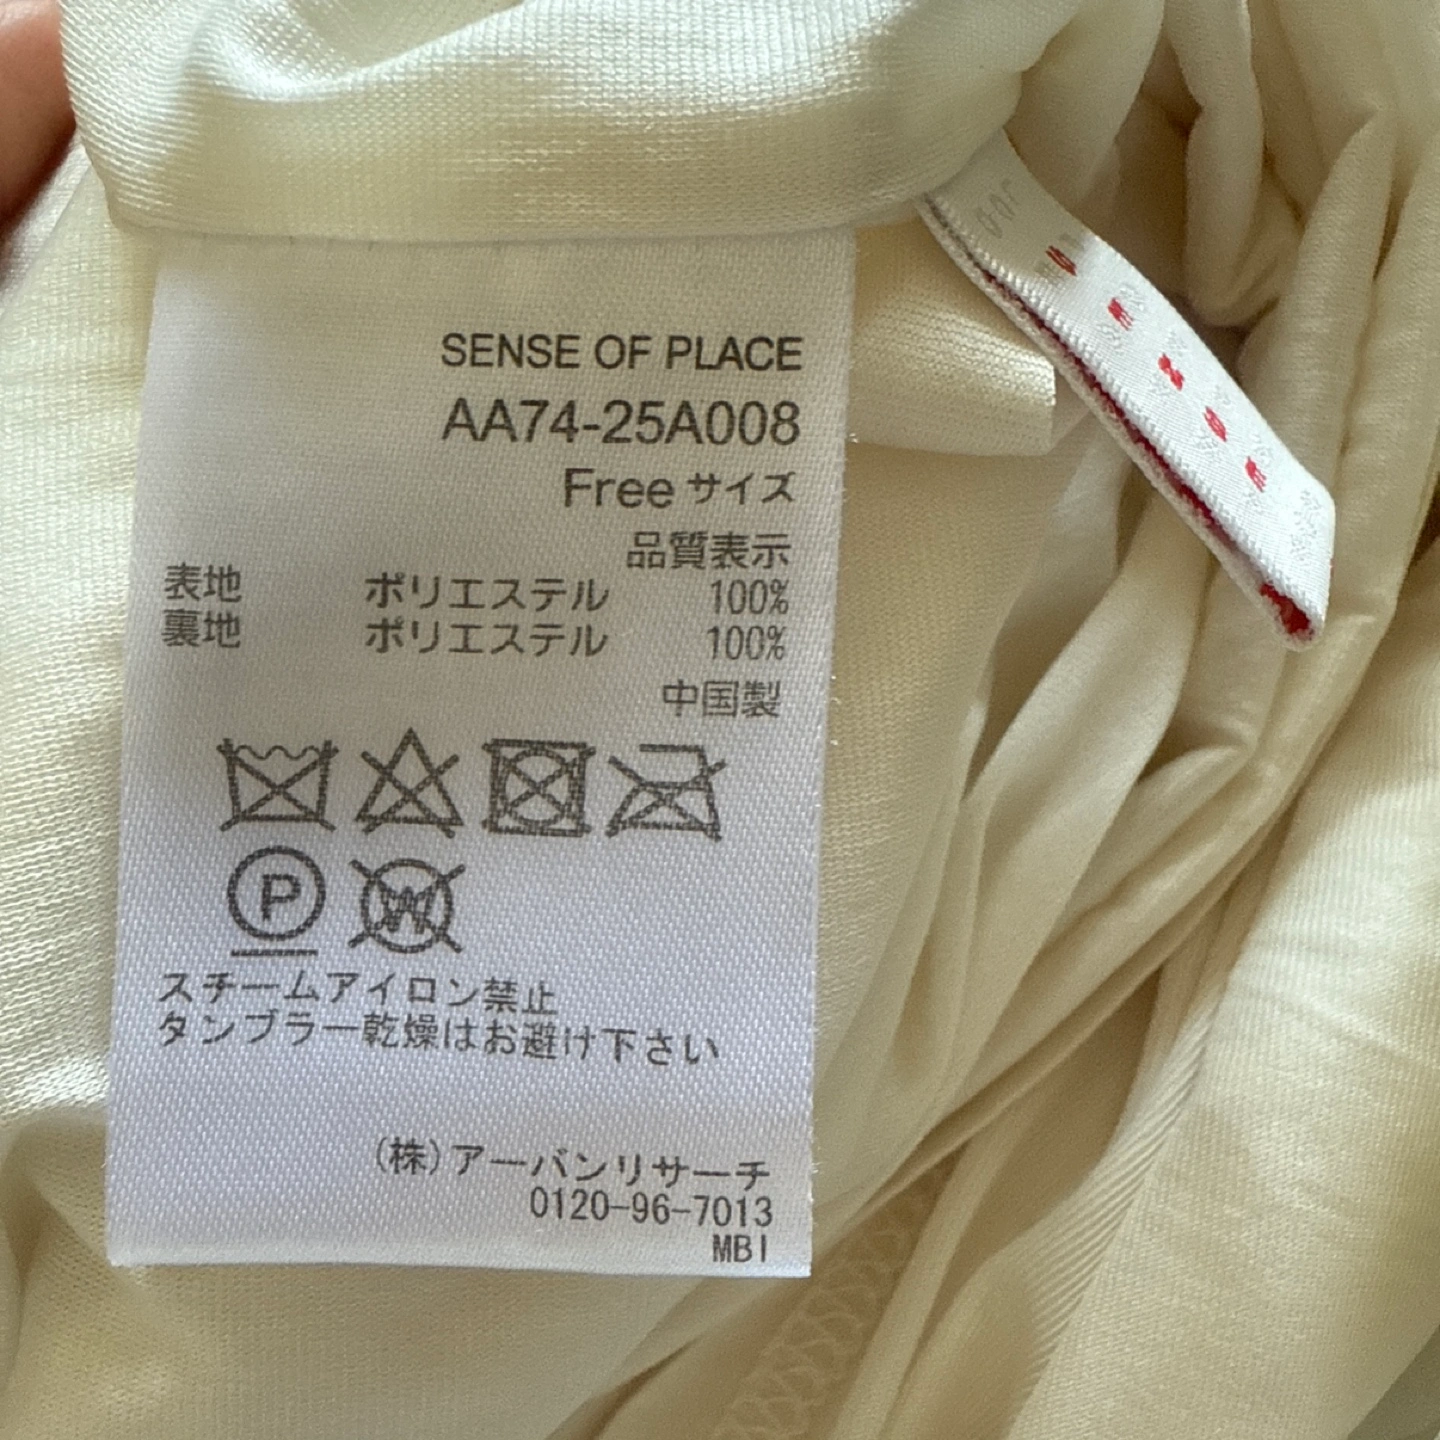 SENSE OF PLACE
AA74-25A008
Free サイズ
品質表示
表地 ポリエステル 100%
裏地 ポリエステル 100%
中国製
P
W
スチームアイロン禁止
タンブラー乾燥はお避け下さい
(株)アーバンリサーチ
0120-96-7013
MBI